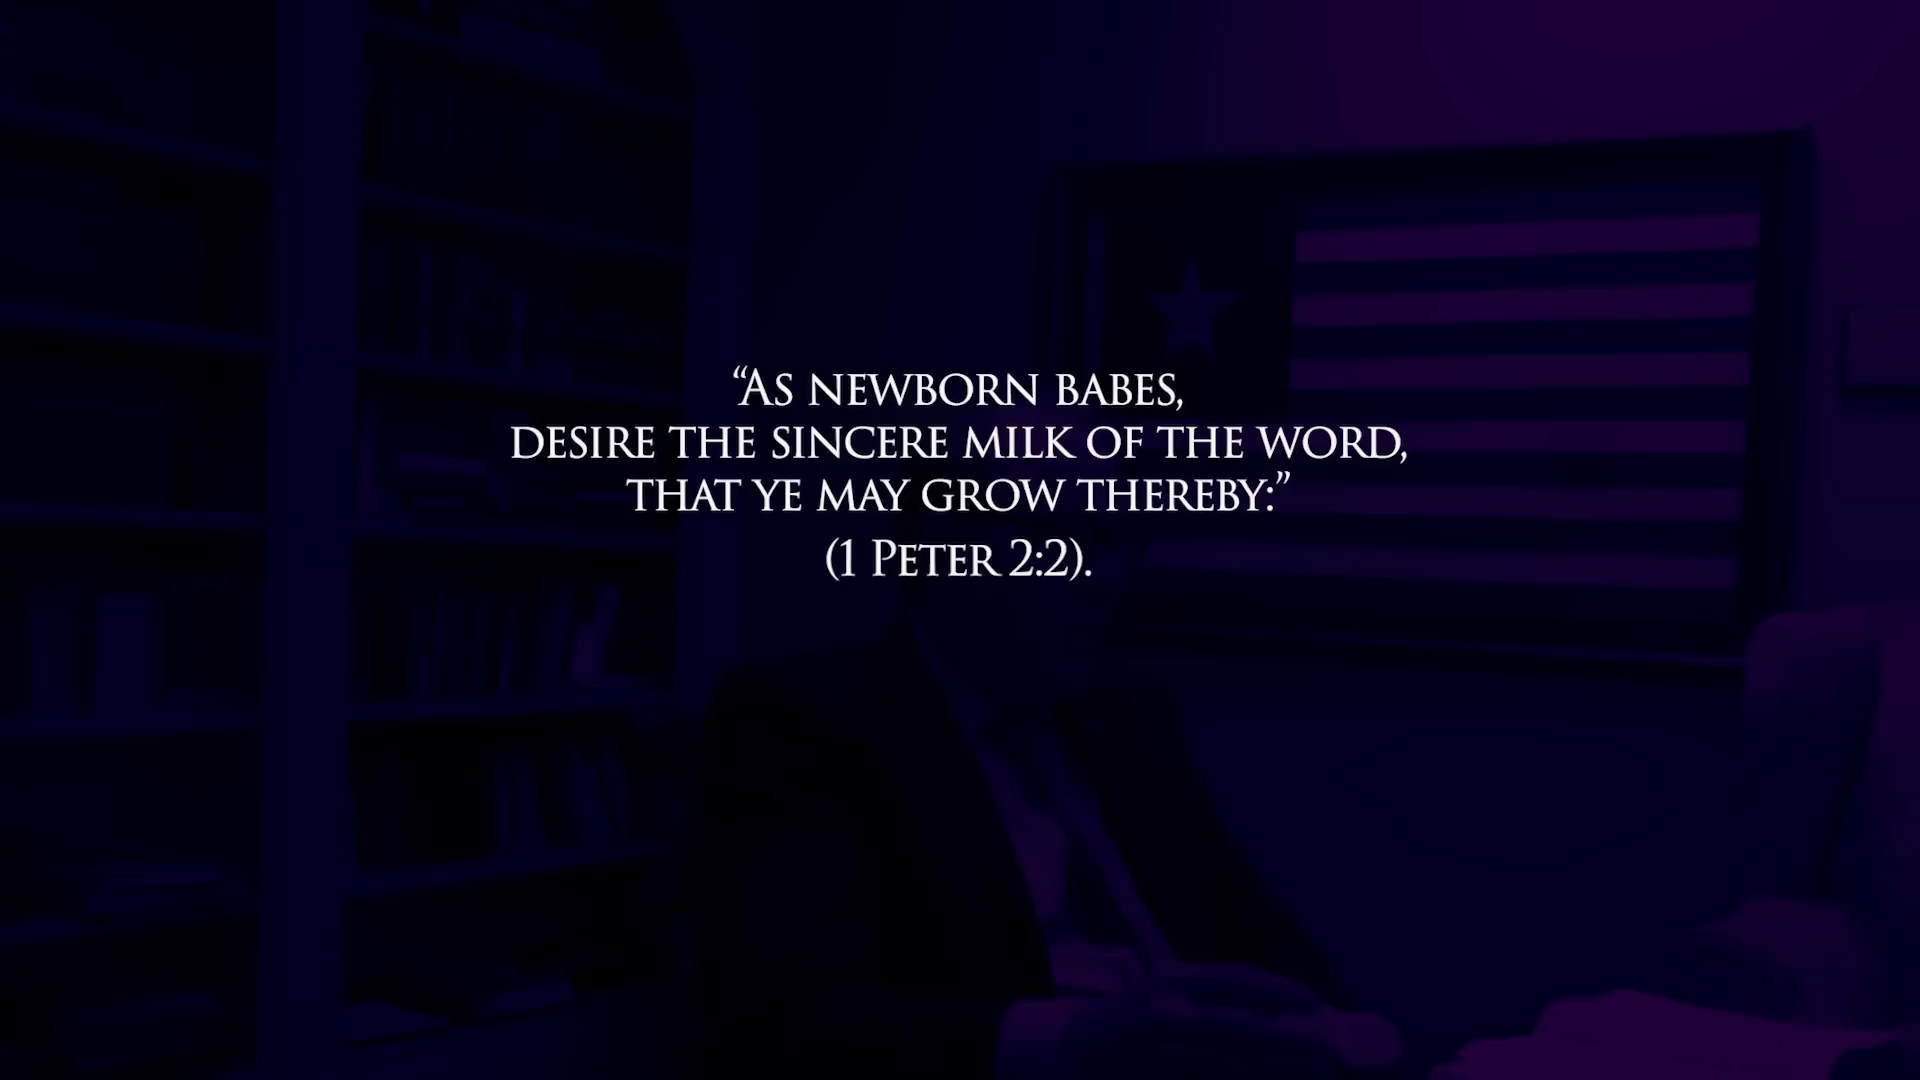 “As newborn babes,
desire the sincere milk of the word,
that ye may grow thereby:”
(1 Peter 2:2).